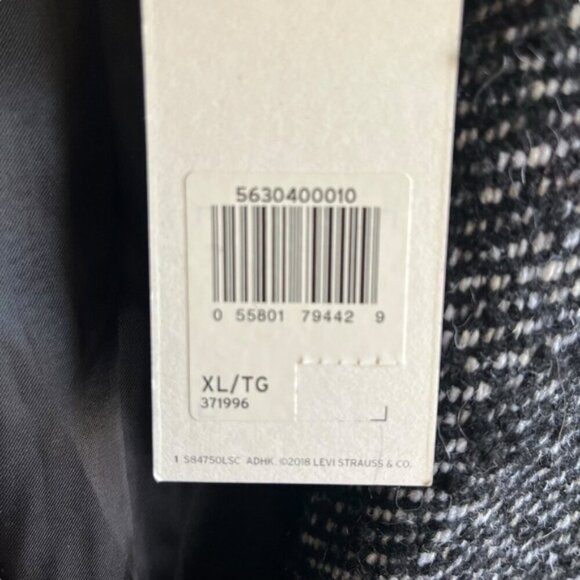 5630400010
0 55801 79442 9
XL/TG
371996
1 S84750LSC ADHK. ©2018 LEVI STRAUSS & CO.